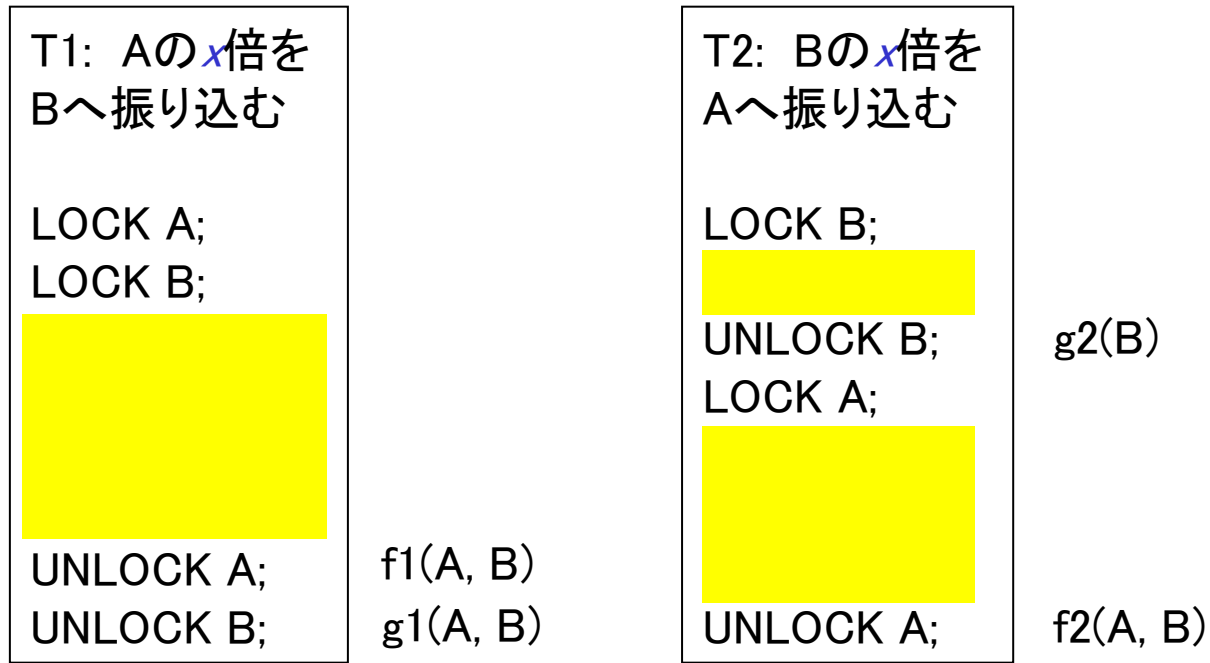 T1: Aのx倍を
Bへ振り込む
LOCK A;
LOCK B;
UNLOCK A;
UNLOCK B;
f1(A, B)
g1(A, B)
T2: Bのx倍を
Aへ振り込む
LOCK B;
UNLOCK B;
LOCK A;
UNLOCK A;
g2(B)
f2(A, B)